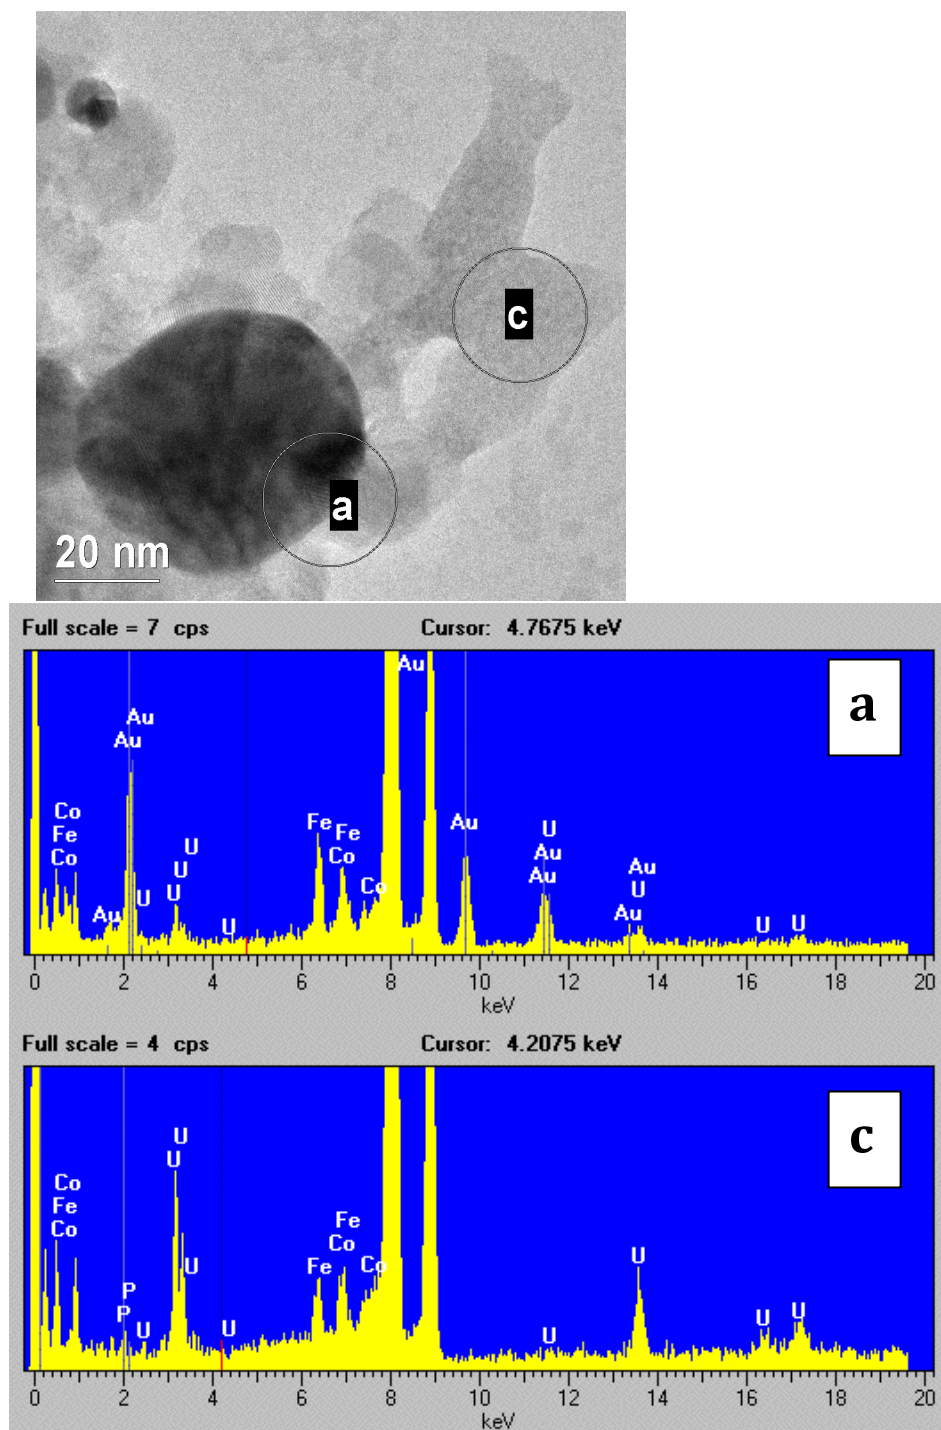 c
a
20 nm
Full scale = 7 cps Cursor: 4.7675 keV
Au
a
Au
Au
Co
Fe
Co
Au
U
U
U
U
U
Fe
Fe
Co
Co
Au
U
Au
Au
Au
U
Au
U
U
0 2 4 6 8 10 12 14 16 18 20
keV
Full scale = 4 cps Cursor: 4.2075 keV
c
U
U
Co
Fe
Co
P
P
U
U
U
Fe
Co
Fe
Co
U
U
U
U
0 2 4 6 8 10 12 14 16 18 20
keV